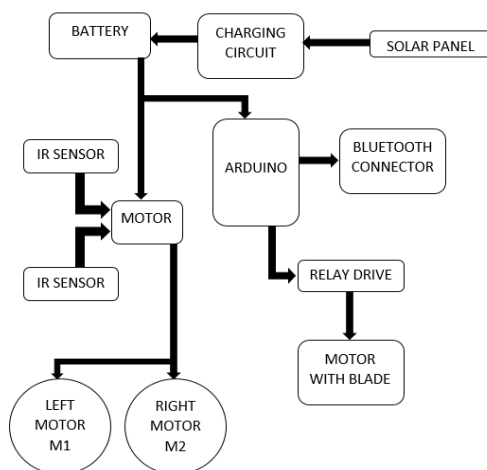 BATTERY
CHARGING
CIRCUIT
SOLAR PANEL
IR SENSOR
ARDUINO
BLUETOOTH
CONNECTOR
MOTOR
IR SENSOR
RELAY DRIVE
MOTOR
WITH BLADE
LEFT
MOTOR
M1
RIGHT
MOTOR
M2